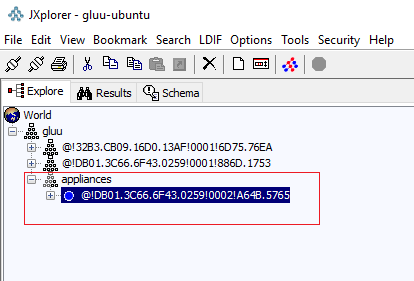 JXplorer - gluu-ubuntu
File Edit View Bookmark Search LDIF Options Tools Security Help
Explore Results Schema
World
gluu
@!32B3.CB09.16D0.13AF!0001!6D75.76EA
@!DB01.3C66.6F43.0259!0001!886D.1753
appliances
@!DB01.3C66.6F43.0259!0002!A64B.5765